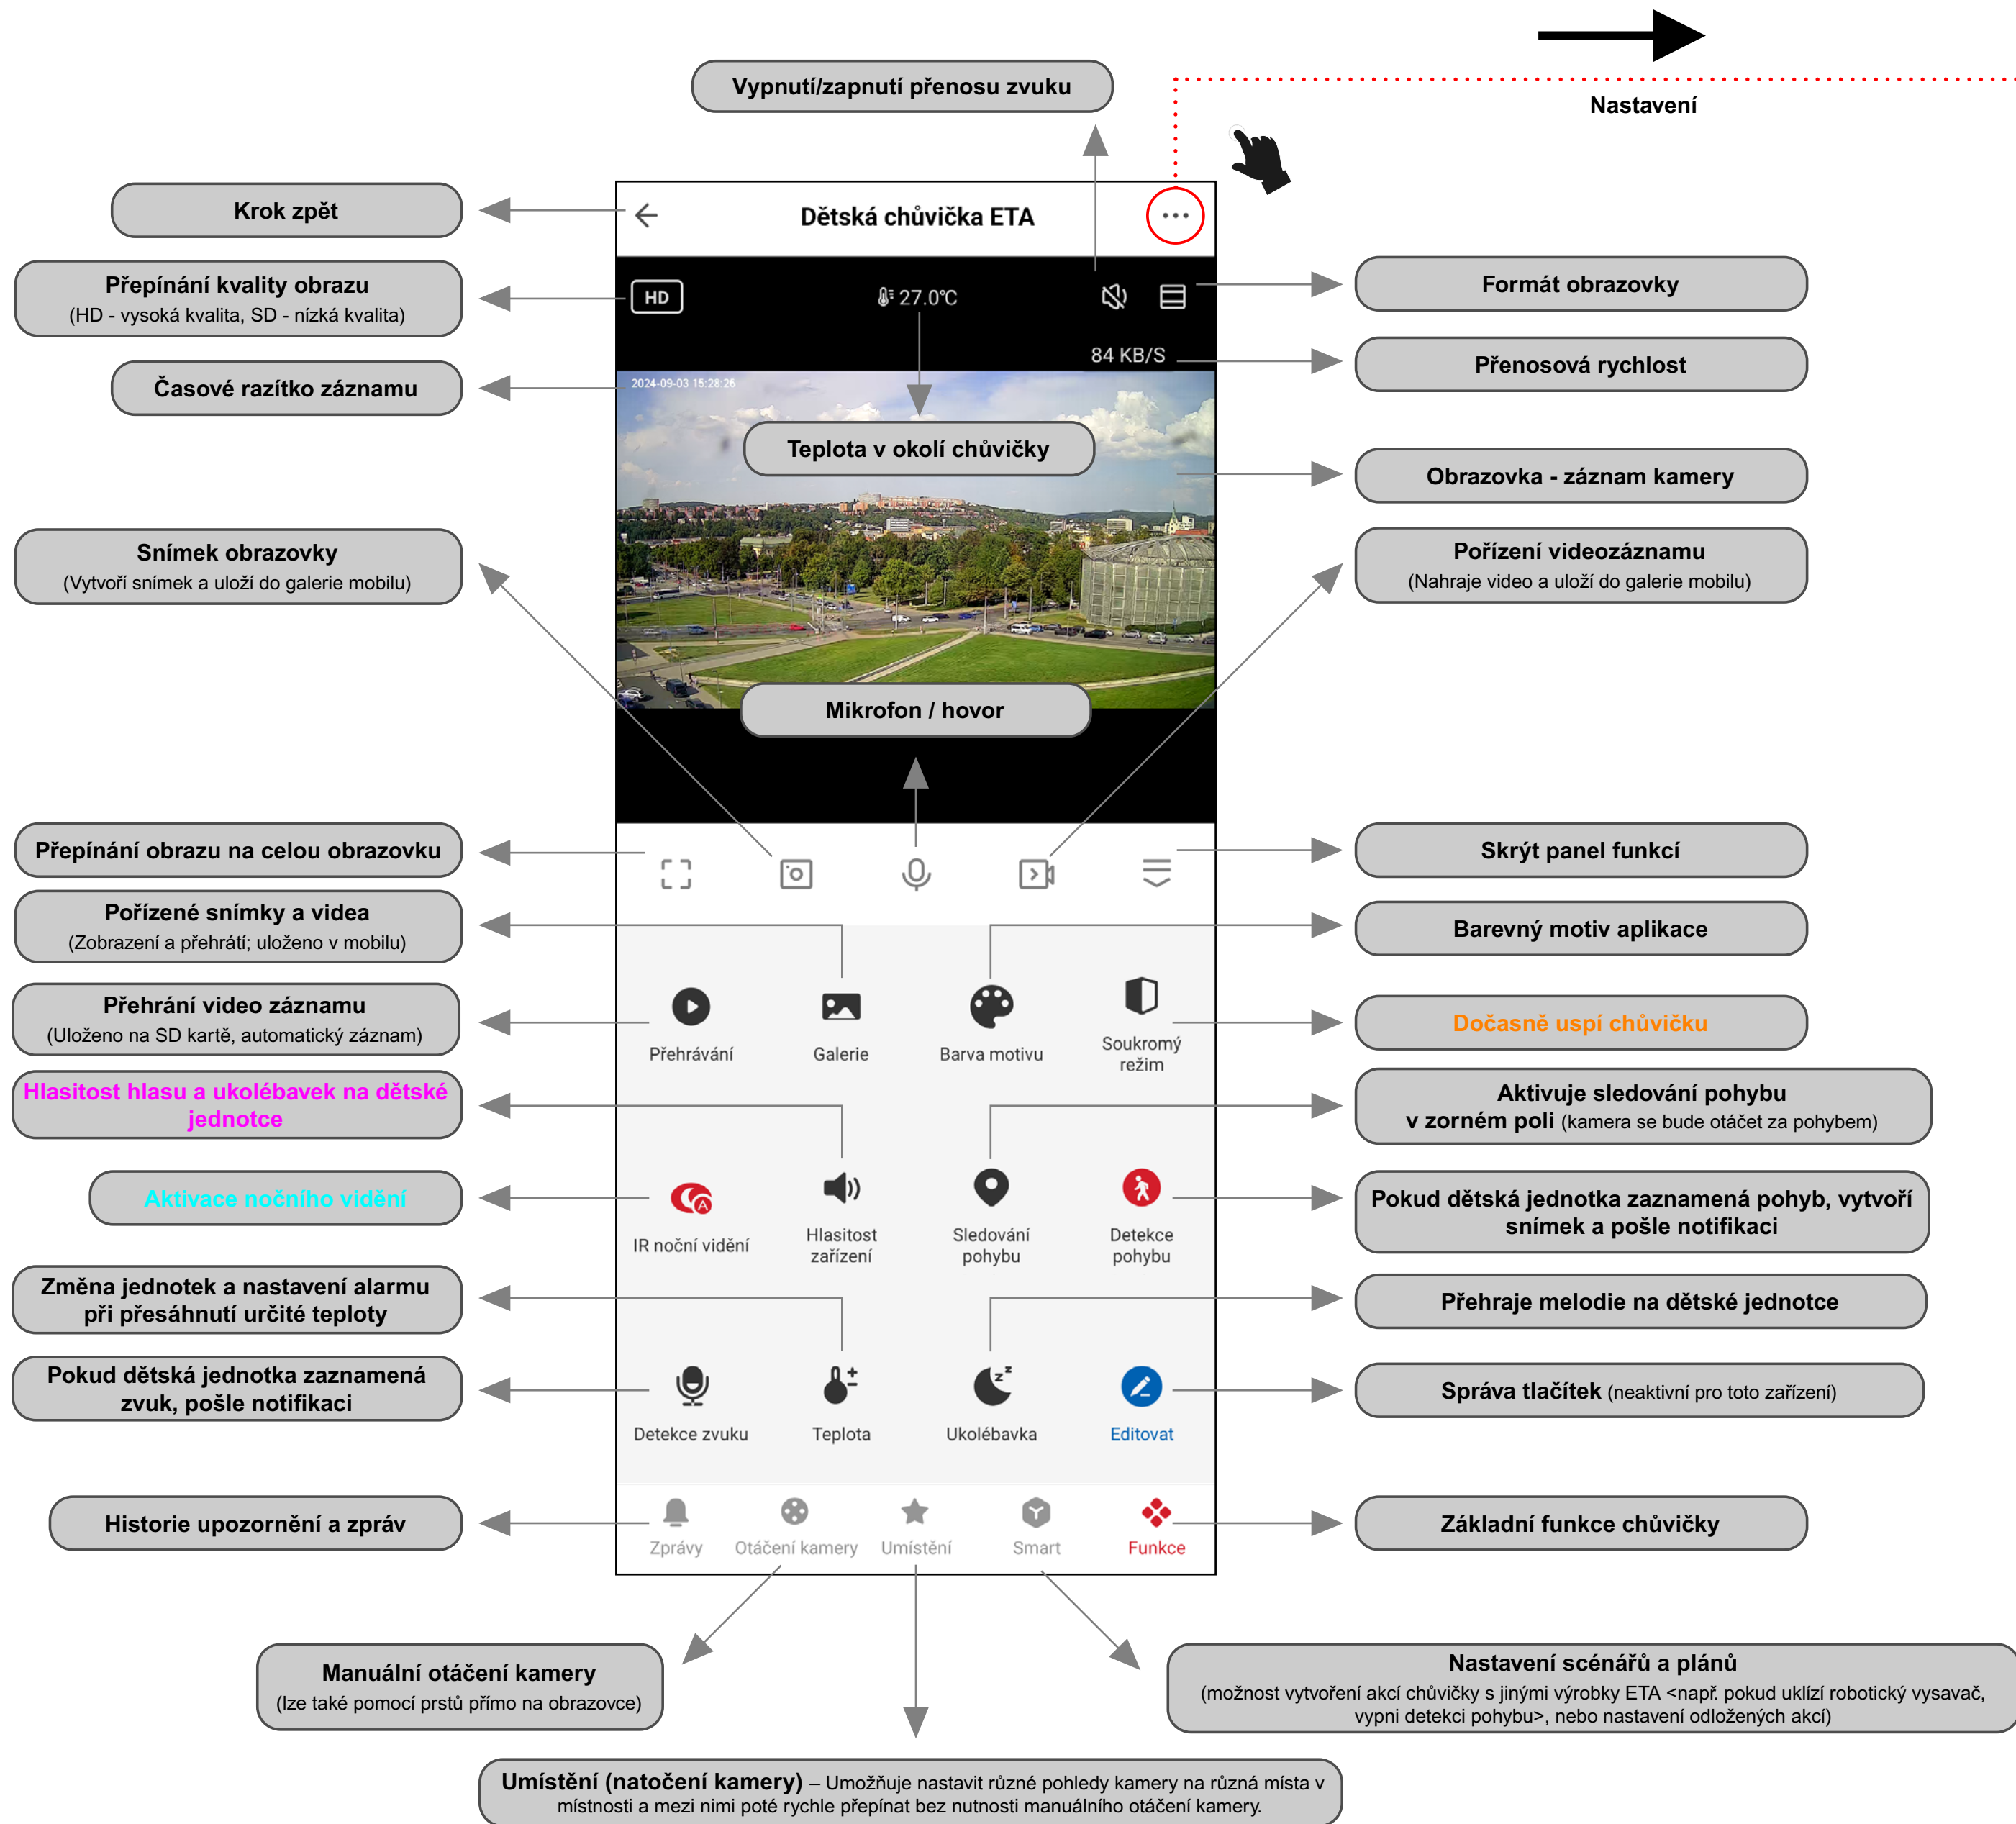 Nastavení
Vypnutí/zapnutí přenosu zvuku
Krok zpět
Dětská chůvička ETA
Přepínání kvality obrazu
(HD - vysoká kvalita, SD - nízká kvalita)
HD
27.0°C
Formát obrazovky
84 KB/S
Přenosová rychlost
Časové razítko záznamu
2024-09-03 15:28:26
Teplota v okolí chůvičky
Obrazovka - záznam kamery
Snímek obrazovky
(Vytvoří snímek a uloží do galerie mobilu)
Pořízení videozáznamu
(Nahraje video a uloží do galerie mobilu)
Mikrofon / hovor
Přepínání obrazu na celou obrazovku
Skrýt panel funkcí
Pořízené snímky a videa
(Zobrazení a přehrátí; uloženo v mobilu)
Barevný motiv aplikace
Přehrání video záznamu
(Uloženo na SD kartě, automatický záznam)
Dočasně uspí chůvičku
Přehrávání
Galerie
Barva motivu
Soukromý
režim
Hlasitost hlasu a ukolébavek na dětské
jednotce
Aktivuje sledování pohybu
v zorném poli (kamera se bude otáčet za pohybem)
Aktivace nočního vidění
Pokud dětská jednotka zaznamená pohyb, vytvoří
snímek a pošle notifikaci
IR noční vidění
Hlasitost
zařízení
Sledování
pohybu
Detekce
pohybu
Změna jednotek a nastavení alarmu
při přesáhnutí určité teploty
Přehraje melodie na dětské jednotce
Pokud dětská jednotka zaznamená
zvuk, pošle notifikaci
Správa tlačítek (neaktivní pro toto zařízení)
Detekce zvuku
Teplota
Ukolébavka
Editovat
Historie upozornění a zpráv
Základní funkce chůvičky
Zprávy
Otáčení kamery
Umístění
Smart
Funkce
Manuální otáčení kamery
(lze také pomocí prstů přímo na obrazovce)
Nastavení scénářů a plánů
(možnost vytvoření akcí chůvičky s jinými výrobky ETA <např. pokud uklízí robotický vysavač,
vypni detekci pohybu>, nebo nastavení odložených akcí)
Umístění (natočení kamery) – Umožňuje nastavit různé pohledy kamery na různá místa v
místnosti a mezi nimi poté rychle přepínat bez nutnosti manuálního otáčení kamery.